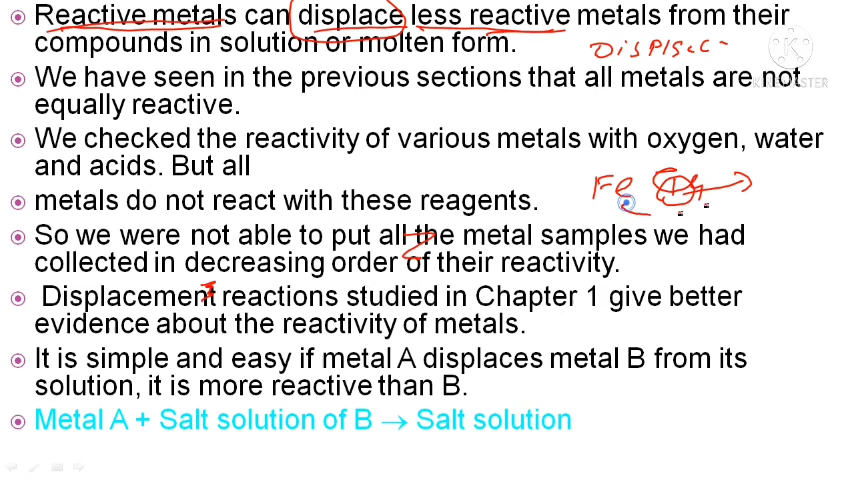 Reactive metals can displace less reactive metals from their
compounds in solution or molten form.
We have seen in the previous sections that all metals are not
equally reactive.
We checked the reactivity of various metals with oxygen, water
and acids. But all
metals do not react with these reagents.
Fe
So we were not able to put all the metal samples we had
collected in decreasing order of their reactivity.
Displacement reactions studied in Chapter 1 give better
evidence about the reactivity of metals.
It is simple and easy if metal A displaces metal B from its
solution, it is more reactive than B.
Metal A + Salt solution of B → Salt solution